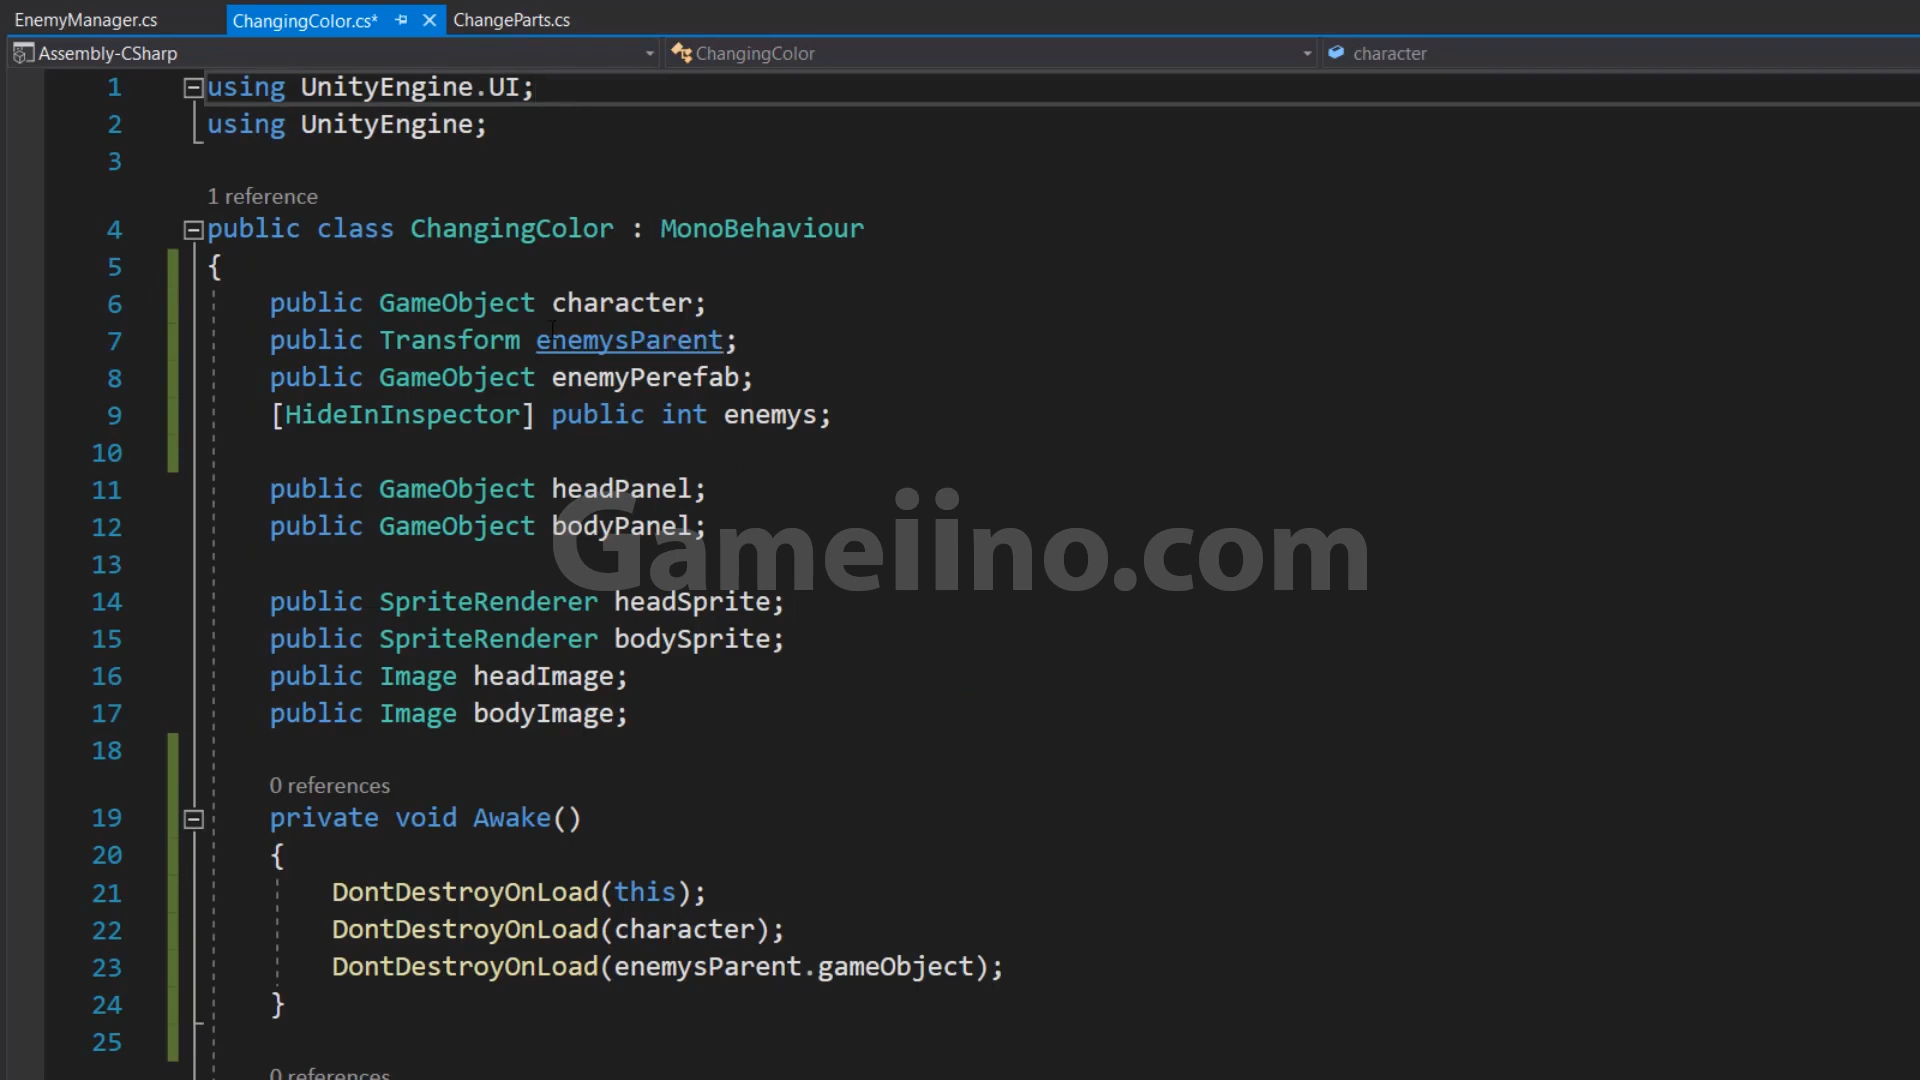 EnemyManager.cs ChangingColor.cs* ChangeParts.cs
Assembly-CSharp ChangingColor character
1 using UnityEngine.UI;
2 using UnityEngine;
3
1 reference
4 public class ChangingColor : MonoBehaviour
5 {
6 public GameObject character;
7 public Transform enemysParent;
8 public GameObject enemyPerefab;
9 [HideInInspector] public int enemys;
10
11 public GameObject headPanel;
12 public GameObject bodyPanel;
Gameiino.com
13
14 public SpriteRenderer headSprite;
15 public SpriteRenderer bodySprite;
16 public Image headImage;
17 public Image bodyImage;
18
0 references
19 private void Awake()
20 {
21 DontDestroyOnLoad(this);
22 DontDestroyOnLoad(character);
23 DontDestroyOnLoad(enemysParent.gameObject);
24 }
25
0 references